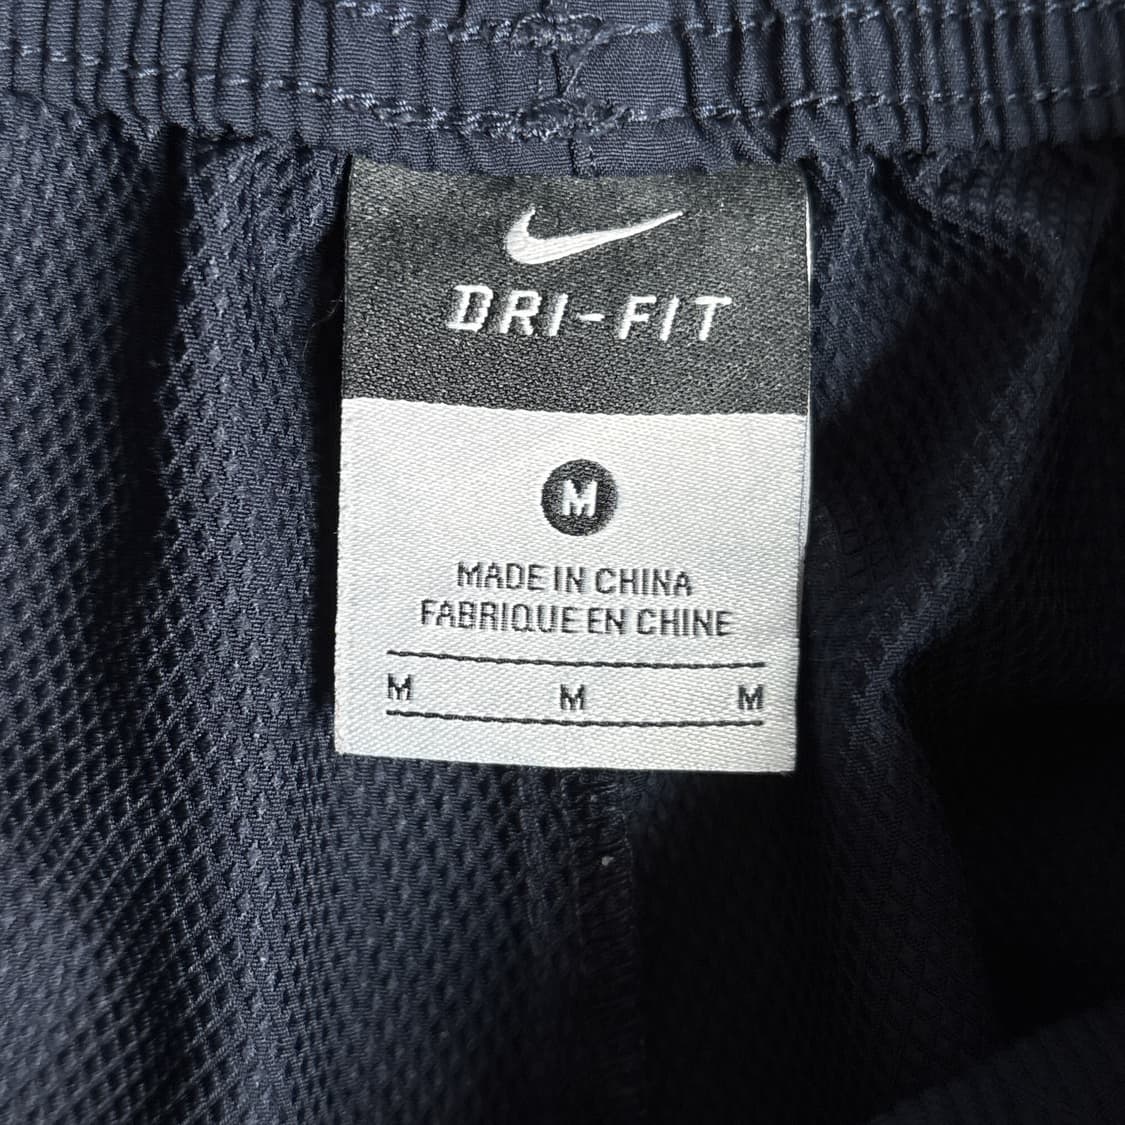 DRI-FIT
M
MADE IN CHINA
FABRIQUE EN CHINE
M M M